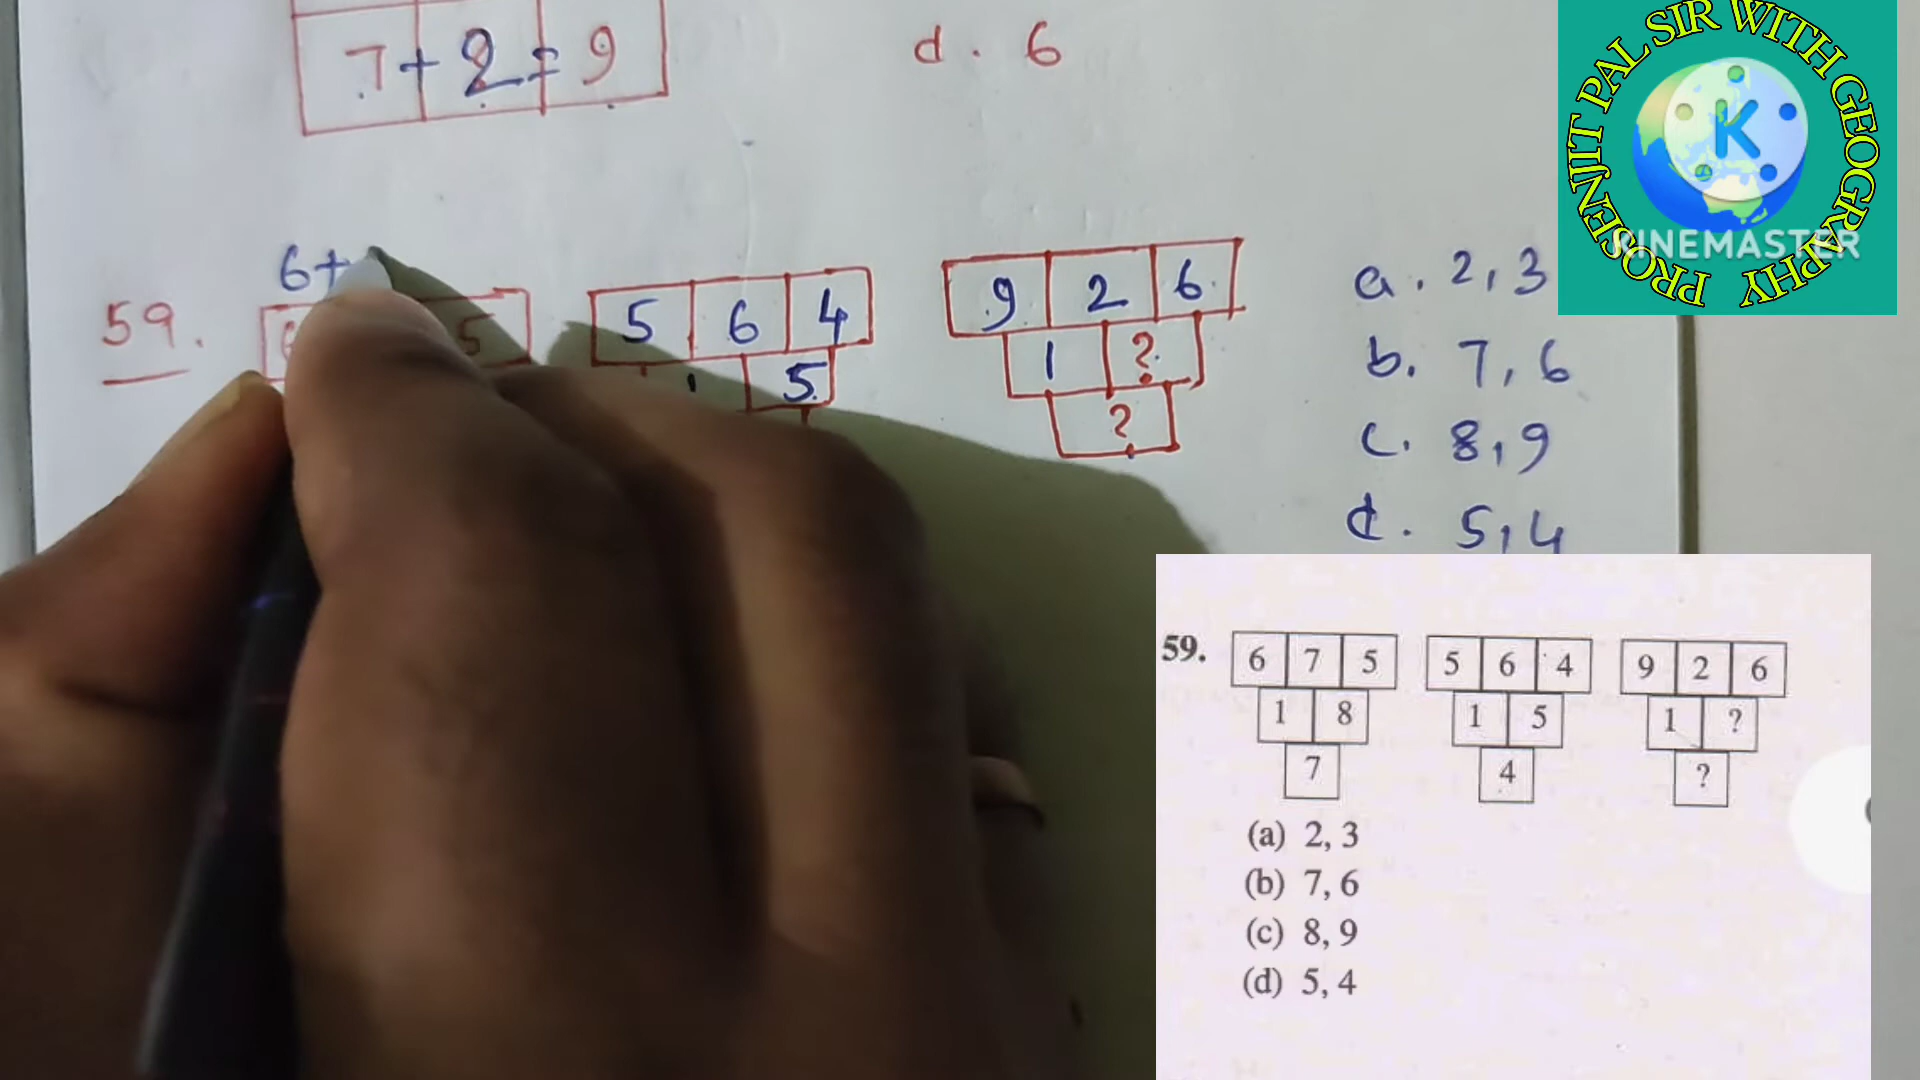 7 + 2 = 9
d. 6
PROSENJIT PAL SIR WITH GEOGRAPHY
K
KINEMASTER
6+
59.
5
5 6 4
5
9 2 6
1 ?
?
a. 2, 3
b. 7, 6
c. 8, 9
d. 5, 4
59.
6 7 5
1 8
7
5 6 4
1 5
4
9 2 6
1 ?
?
(a) 2, 3
(b) 7, 6
(c) 8, 9
(d) 5, 4